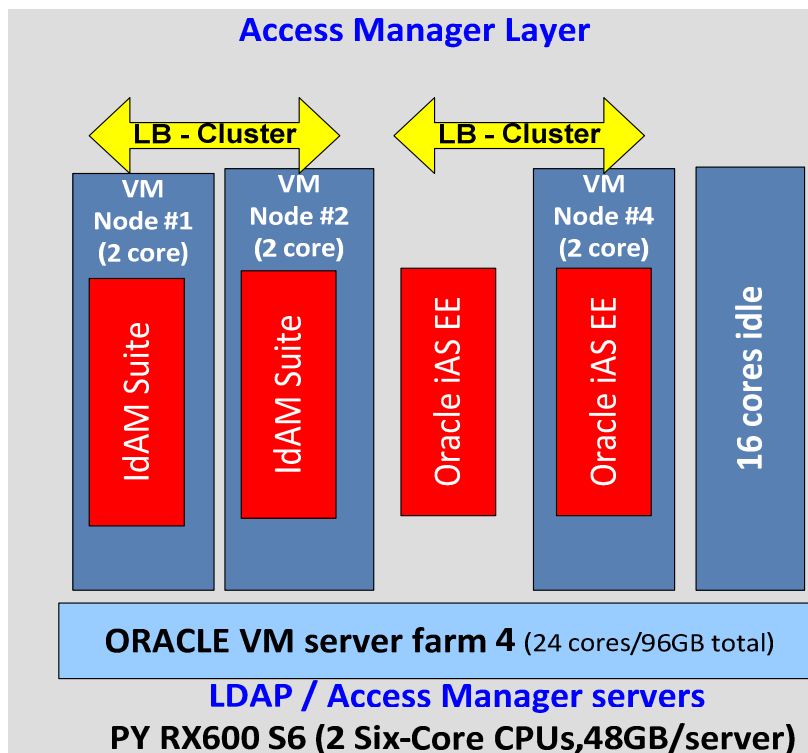 Access Manager Layer
LB - Cluster
LB - Cluster
VM
Node #1
(2 core)
VM
Node #2
(2 core)
VM
Node #4
(2 core)
IdAM Suite
IdAM Suite
Oracle iAS EE
Oracle iAS EE
16 cores idle
ORACLE VM server farm 4 (24 cores/96GB total)
LDAP / Access Manager servers
PY RX600 S6 (2 Six-Core CPUs,48GB/server)